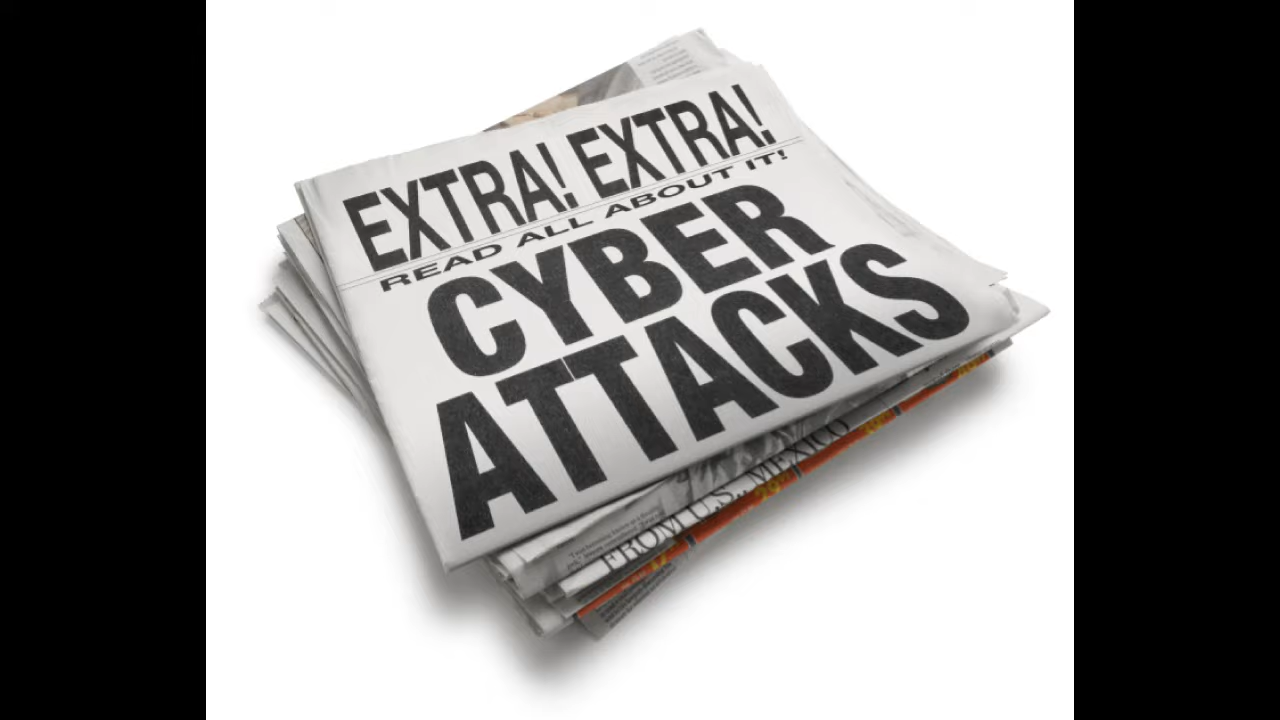 EXTRA! EXTRA!
READ ALL ABOUT IT!
CYBER
ATTACKS
FROM U.S., MEXICO